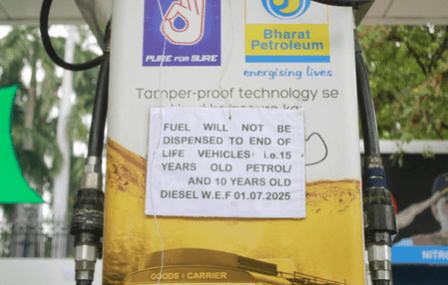 PURE FOR SURE
Bharat
Petroleum
energising lives
Tamper-proof technology se
FUEL WILL NOT BE
DISPENSED TO END OF
LIFE VEHICLES i.e.15
YEARS OLD PETROL/
AND 10 YEARS OLD
DIESEL W.E.F 01.07.2025
GOODS CARRIER
NITRO